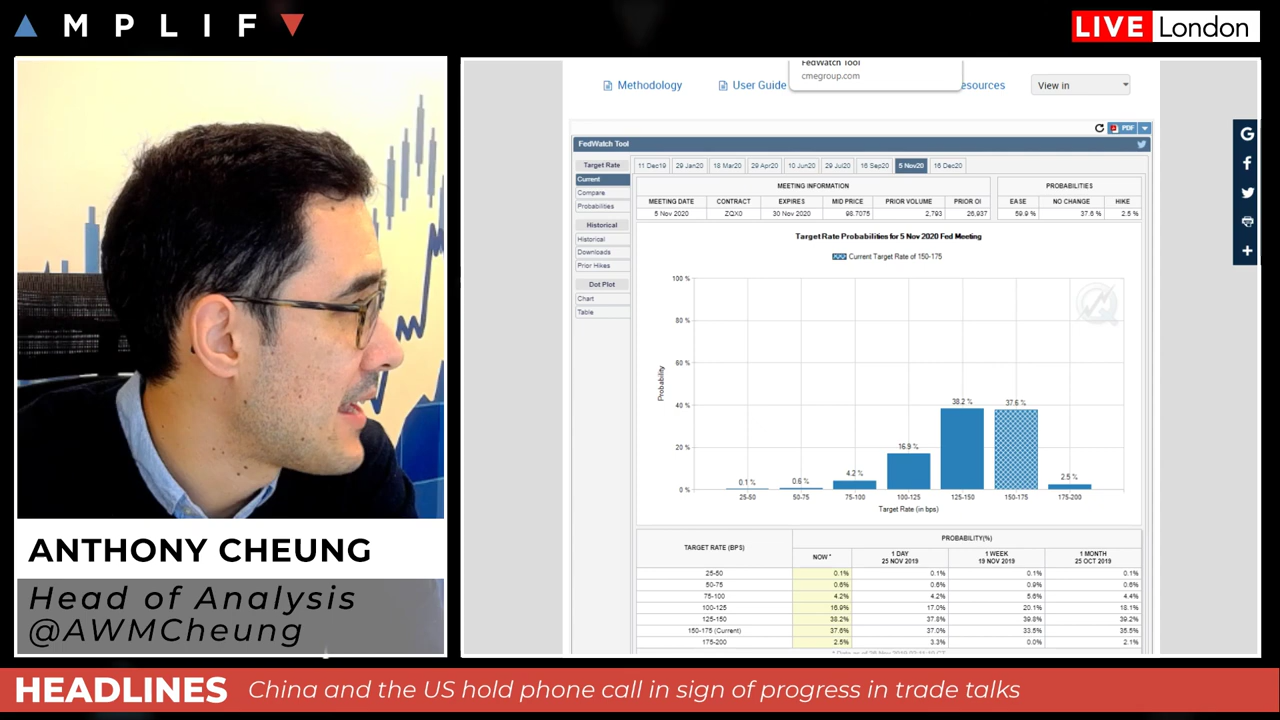 AMPLIFY
LIVE London
FedWatch Tool
cmegroup.com
Methodology
User Guide
esources
View in
PDF
FedWatch Tool
Target Rate
Current
Compare
Probabilities
Historical
Historical
Downloads
Prior Hikes
Dot Plot
Chart
Table
11 Dec19 29 Jan20 18 Mar20 29 Apr20 10 Jun20 29 Jul20 16 Sep20 5 Nov20 16 Dec20
MEETING INFORMATION
MEETING DATE CONTRACT EXPIRES MID PRICE PRIOR VOLUME PRIOR OI
5 Nov 2020 ZQX0 30 Nov 2020 98.7075 2,793 26,937
PROBABILITIES
EASE NO CHANGE HIKE
59.9 % 37.6 % 2.5 %
Target Rate Probabilities for 5 Nov 2020 Fed Meeting
Current Target Rate of 150-175
Probability
100 %
80 %
60 %
40 %
20 %
0 %
0.1 % 0.6 % 4.2 % 16.9 % 38.2 % 37.6 % 2.5 %
25-50 50-75 75-100 100-125 125-150 150-175 175-200
Target Rate (in bps)
TARGET RATE (BPS) PROBABILITY(%)
NOW * 1 DAY 25 NOV 2019 1 WEEK 19 NOV 2019 1 MONTH 25 OCT 2019
25-50 0.1% 0.1% 0.1% 0.1%
50-75 0.6% 0.6% 0.9% 0.6%
75-100 4.2% 4.2% 5.6% 4.4%
100-125 16.9% 17.0% 20.1% 18.1%
125-150 38.2% 37.8% 39.8% 39.2%
150-175 (Current) 37.6% 37.0% 33.5% 35.5%
175-200 2.5% 3.3% 0.0% 2.1%
ANTHONY CHEUNG
Head of Analysis
@AWMCheung
HEADLINES China and the US hold phone call in sign of progress in trade talks